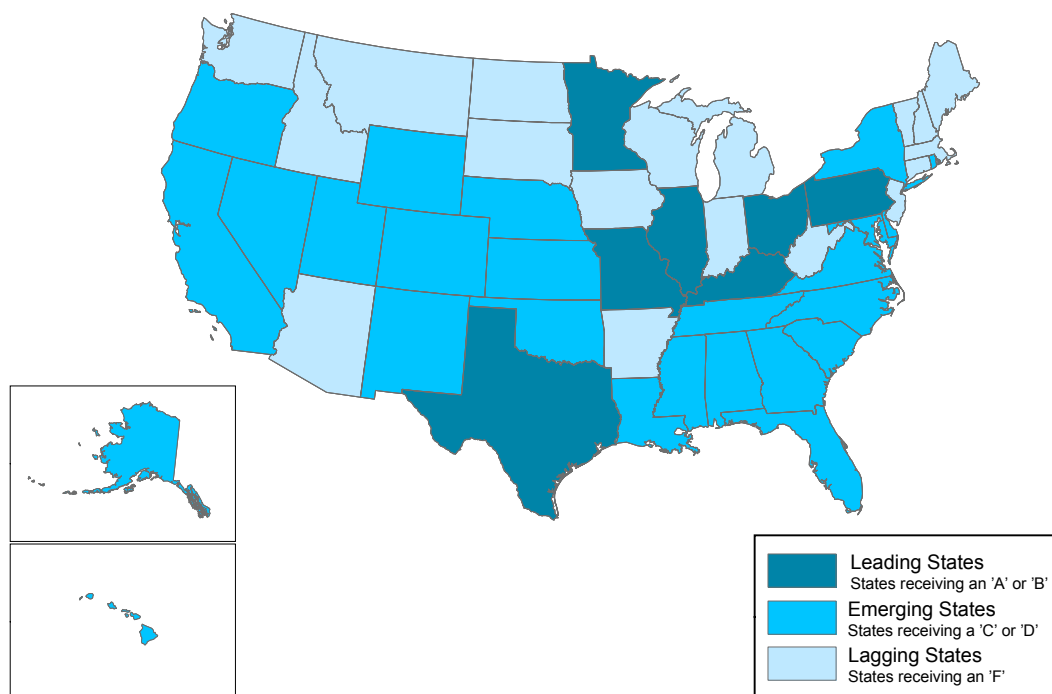 Leading States
States receiving an ’A’ or ’B’
Emerging States
States receiving a ’C’ or ’D’
Lagging States
States receiving an ’F’